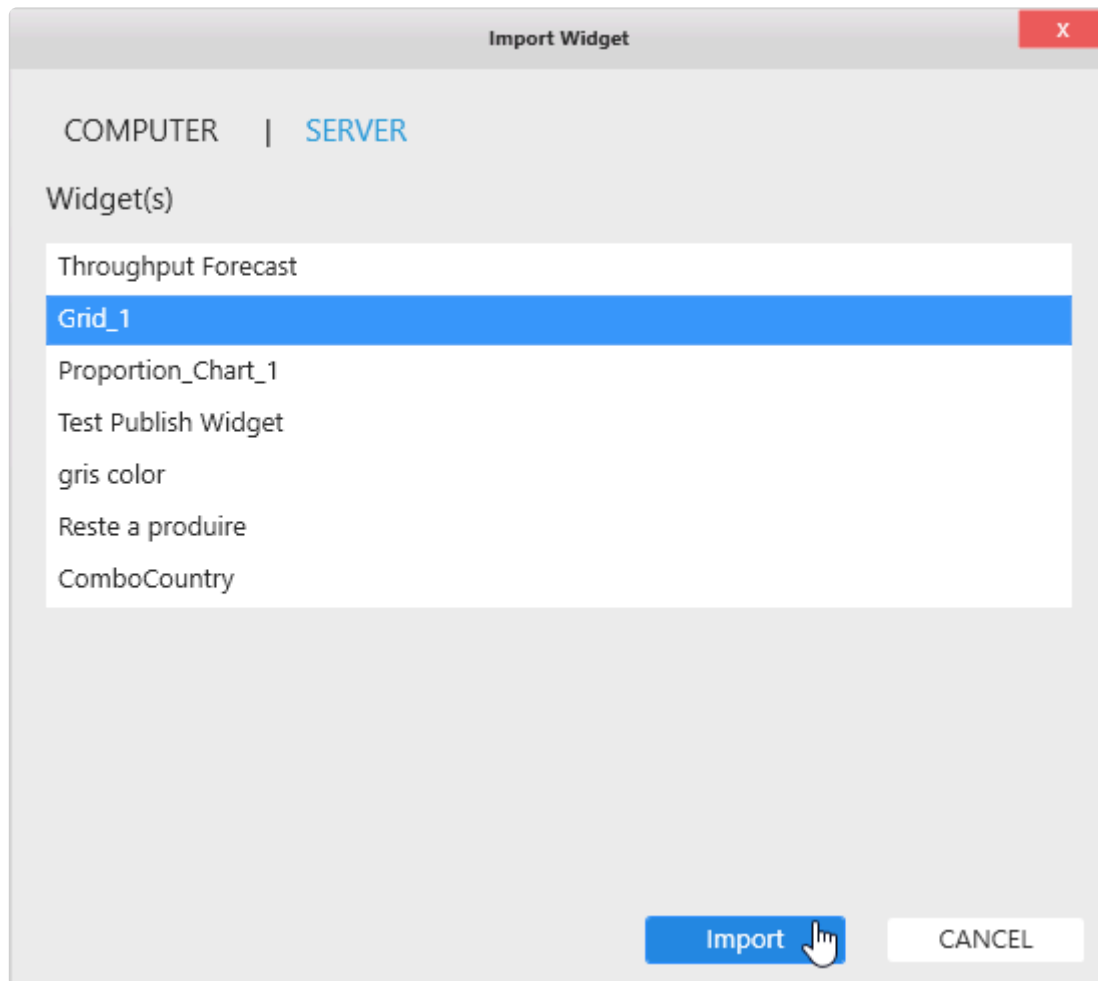 Import Widget
X
COMPUTER | SERVER
Widget(s)
Throughput Forecast
Grid_1
Proportion_Chart_1
Test Publish Widget
gris color
Reste a produire
ComboCountry
Import
CANCEL